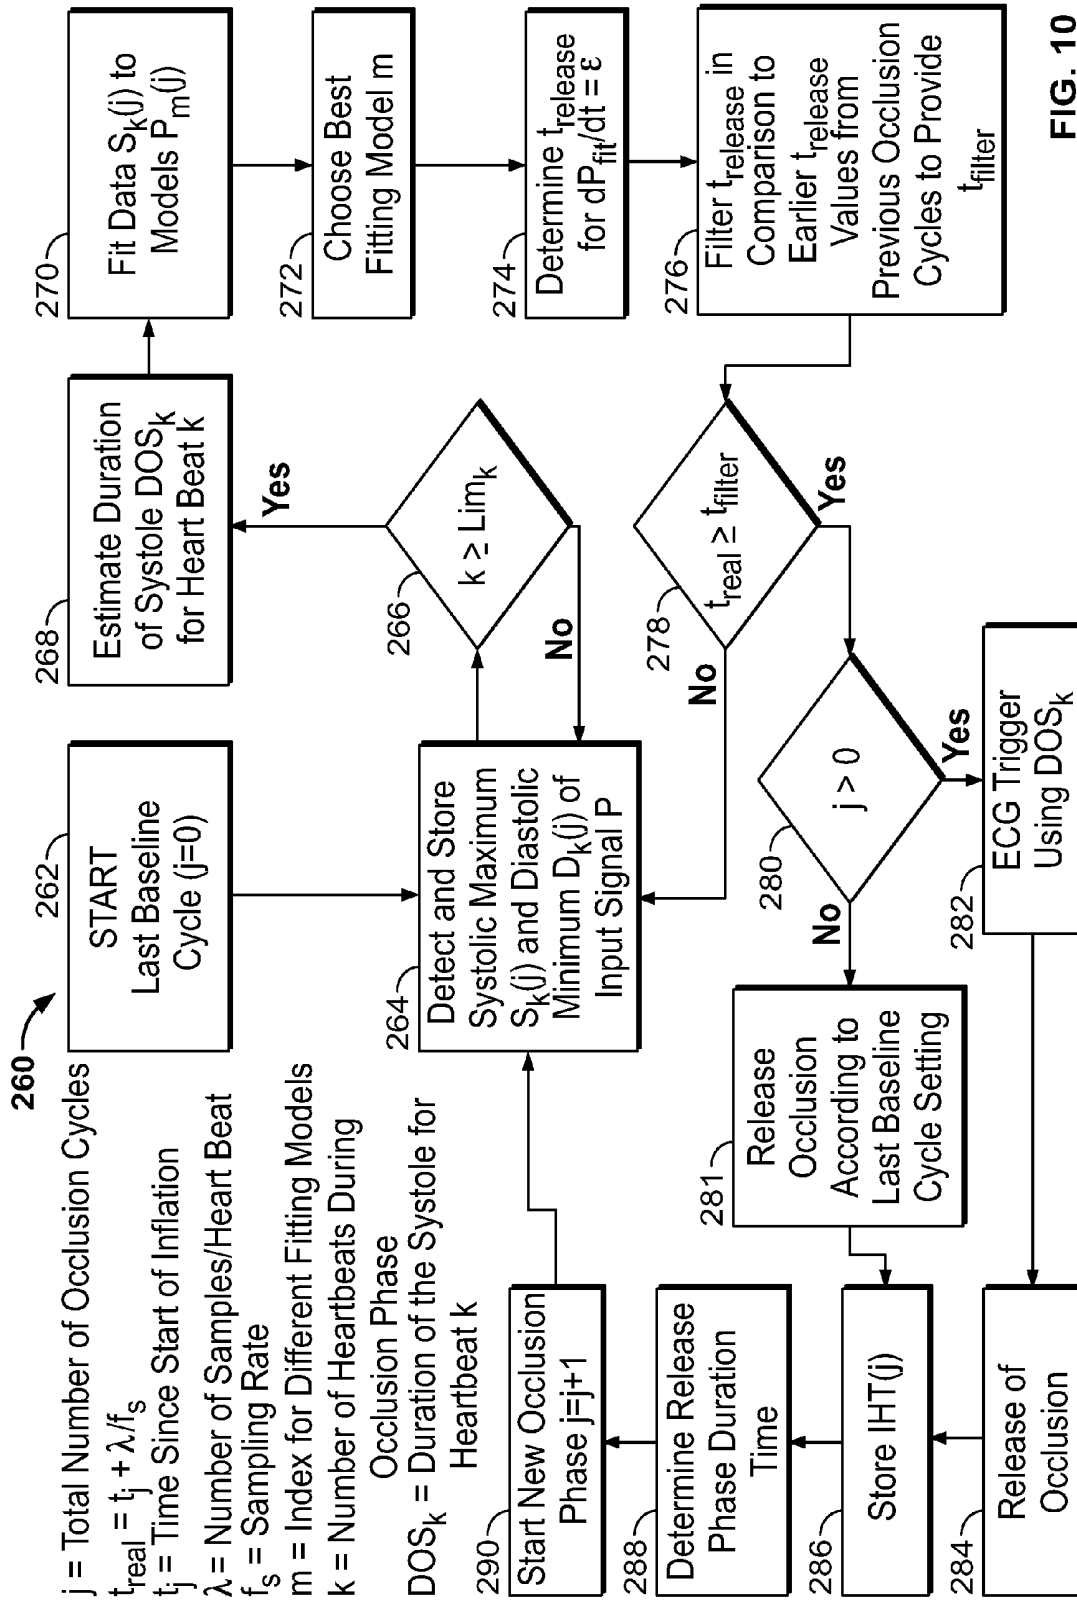 260
j = Total Number of Occlusion Cycles
t_real = t_j + λ/f_s
t_j = Time Since Start of Inflation
λ = Number of Samples/Heart Beat
f_s = Sampling Rate
m = Index for Different Fitting Models
k = Number of Heartbeats During
Occlusion Phase
DOS_k = Duration of the Systole for
Heartbeat k
262
START
Last Baseline
Cycle (j=0)
264
Detect and Store
Systolic Maximum
S_k(j) and Diastolic
Minimum D_k(j) of
Input Signal P
266
k ≥ Lim_k
Yes
No
268
Estimate Duration
of Systole DOS_k
for Heart Beat k
270
Fit Data S_k(j) to
Models P_m(j)
272
Choose Best
Fitting Model m
274
Determine t_release
for dP_fit/dt = ε
276
Filter t_release in
Comparison to
Earlier t_release
Values from
Previous Occlusion
Cycles to Provide
t_filter
278
t_real ≥ t_filter
No
Yes
280
j > 0
No
Yes
281
Release
Occlusion
According to
Last Baseline
Cycle Setting
282
ECG Trigger
Using DOS_k
284
Release of
Occlusion
286
Store IHT(j)
288
Determine Release
Phase Duration
Time
290
Start New Occlusion
Phase j=j+1
FIG. 10